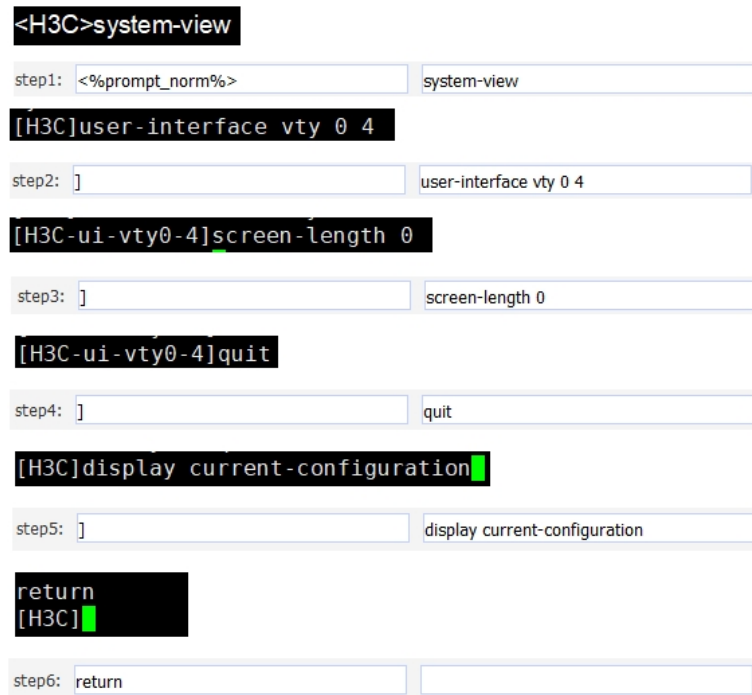 <H3C>system-view
step1: <%prompt_norm%> system-view
[H3C]user-interface vty 0 4
step2: ] user-interface vty 0 4
[H3C-ui-vty0-4]screen-length 0
step3: ] screen-length 0
[H3C-ui-vty0-4]quit
step4: ] quit
[H3C]display current-configuration
step5: ] display current-configuration
return
[H3C]
step6: return